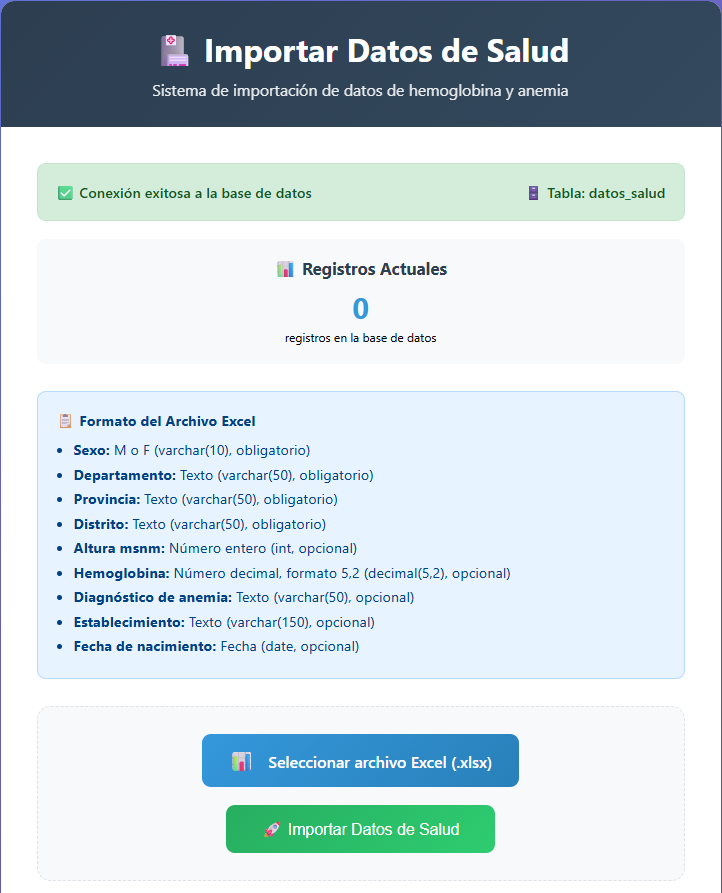 Importar Datos de Salud
Sistema de importación de datos de hemoglobina y anemia
Conexión exitosa a la base de datos
Tabla: datos_salud
Registros Actuales
0
registros en la base de datos
Formato del Archivo Excel
• Sexo: M o F (varchar(10), obligatorio)
• Departamento: Texto (varchar(50), obligatorio)
• Provincia: Texto (varchar(50), obligatorio)
• Distrito: Texto (varchar(50), obligatorio)
• Altura msnm: Número entero (int, opcional)
• Hemoglobina: Número decimal, formato 5,2 (decimal(5,2), opcional)
• Diagnóstico de anemia: Texto (varchar(50), opcional)
• Establecimiento: Texto (varchar(150), opcional)
• Fecha de nacimiento: Fecha (date, opcional)
Seleccionar archivo Excel (.xlsx)
Importar Datos de Salud